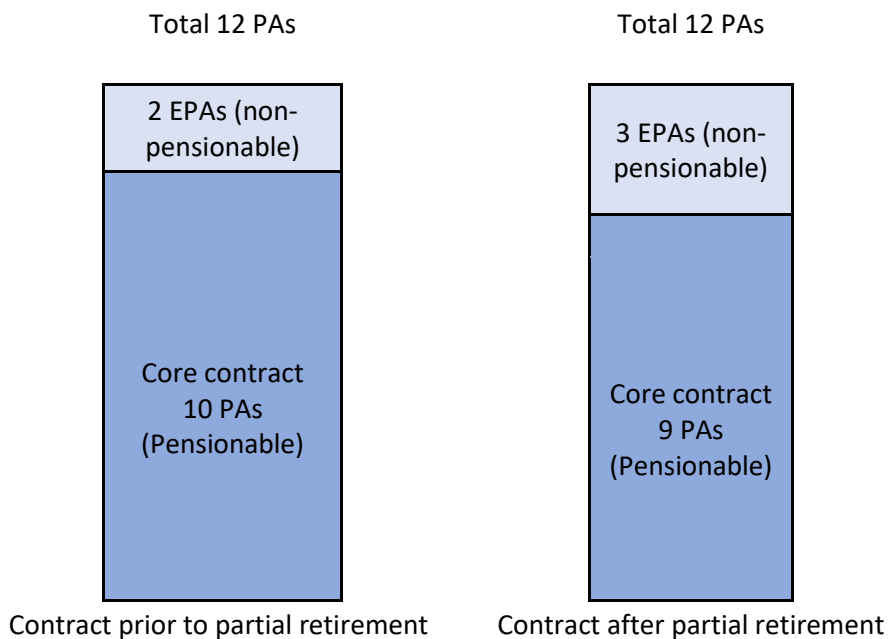 Total 12 PAs
Total 12 PAs
2 EPAs (non-
pensionable)
3 EPAs (non-
pensionable)
Core contract
10 PAs
(Pensionable)
Core contract
9 PAs
(Pensionable)
Contract prior to partial retirement
Contract after partial retirement